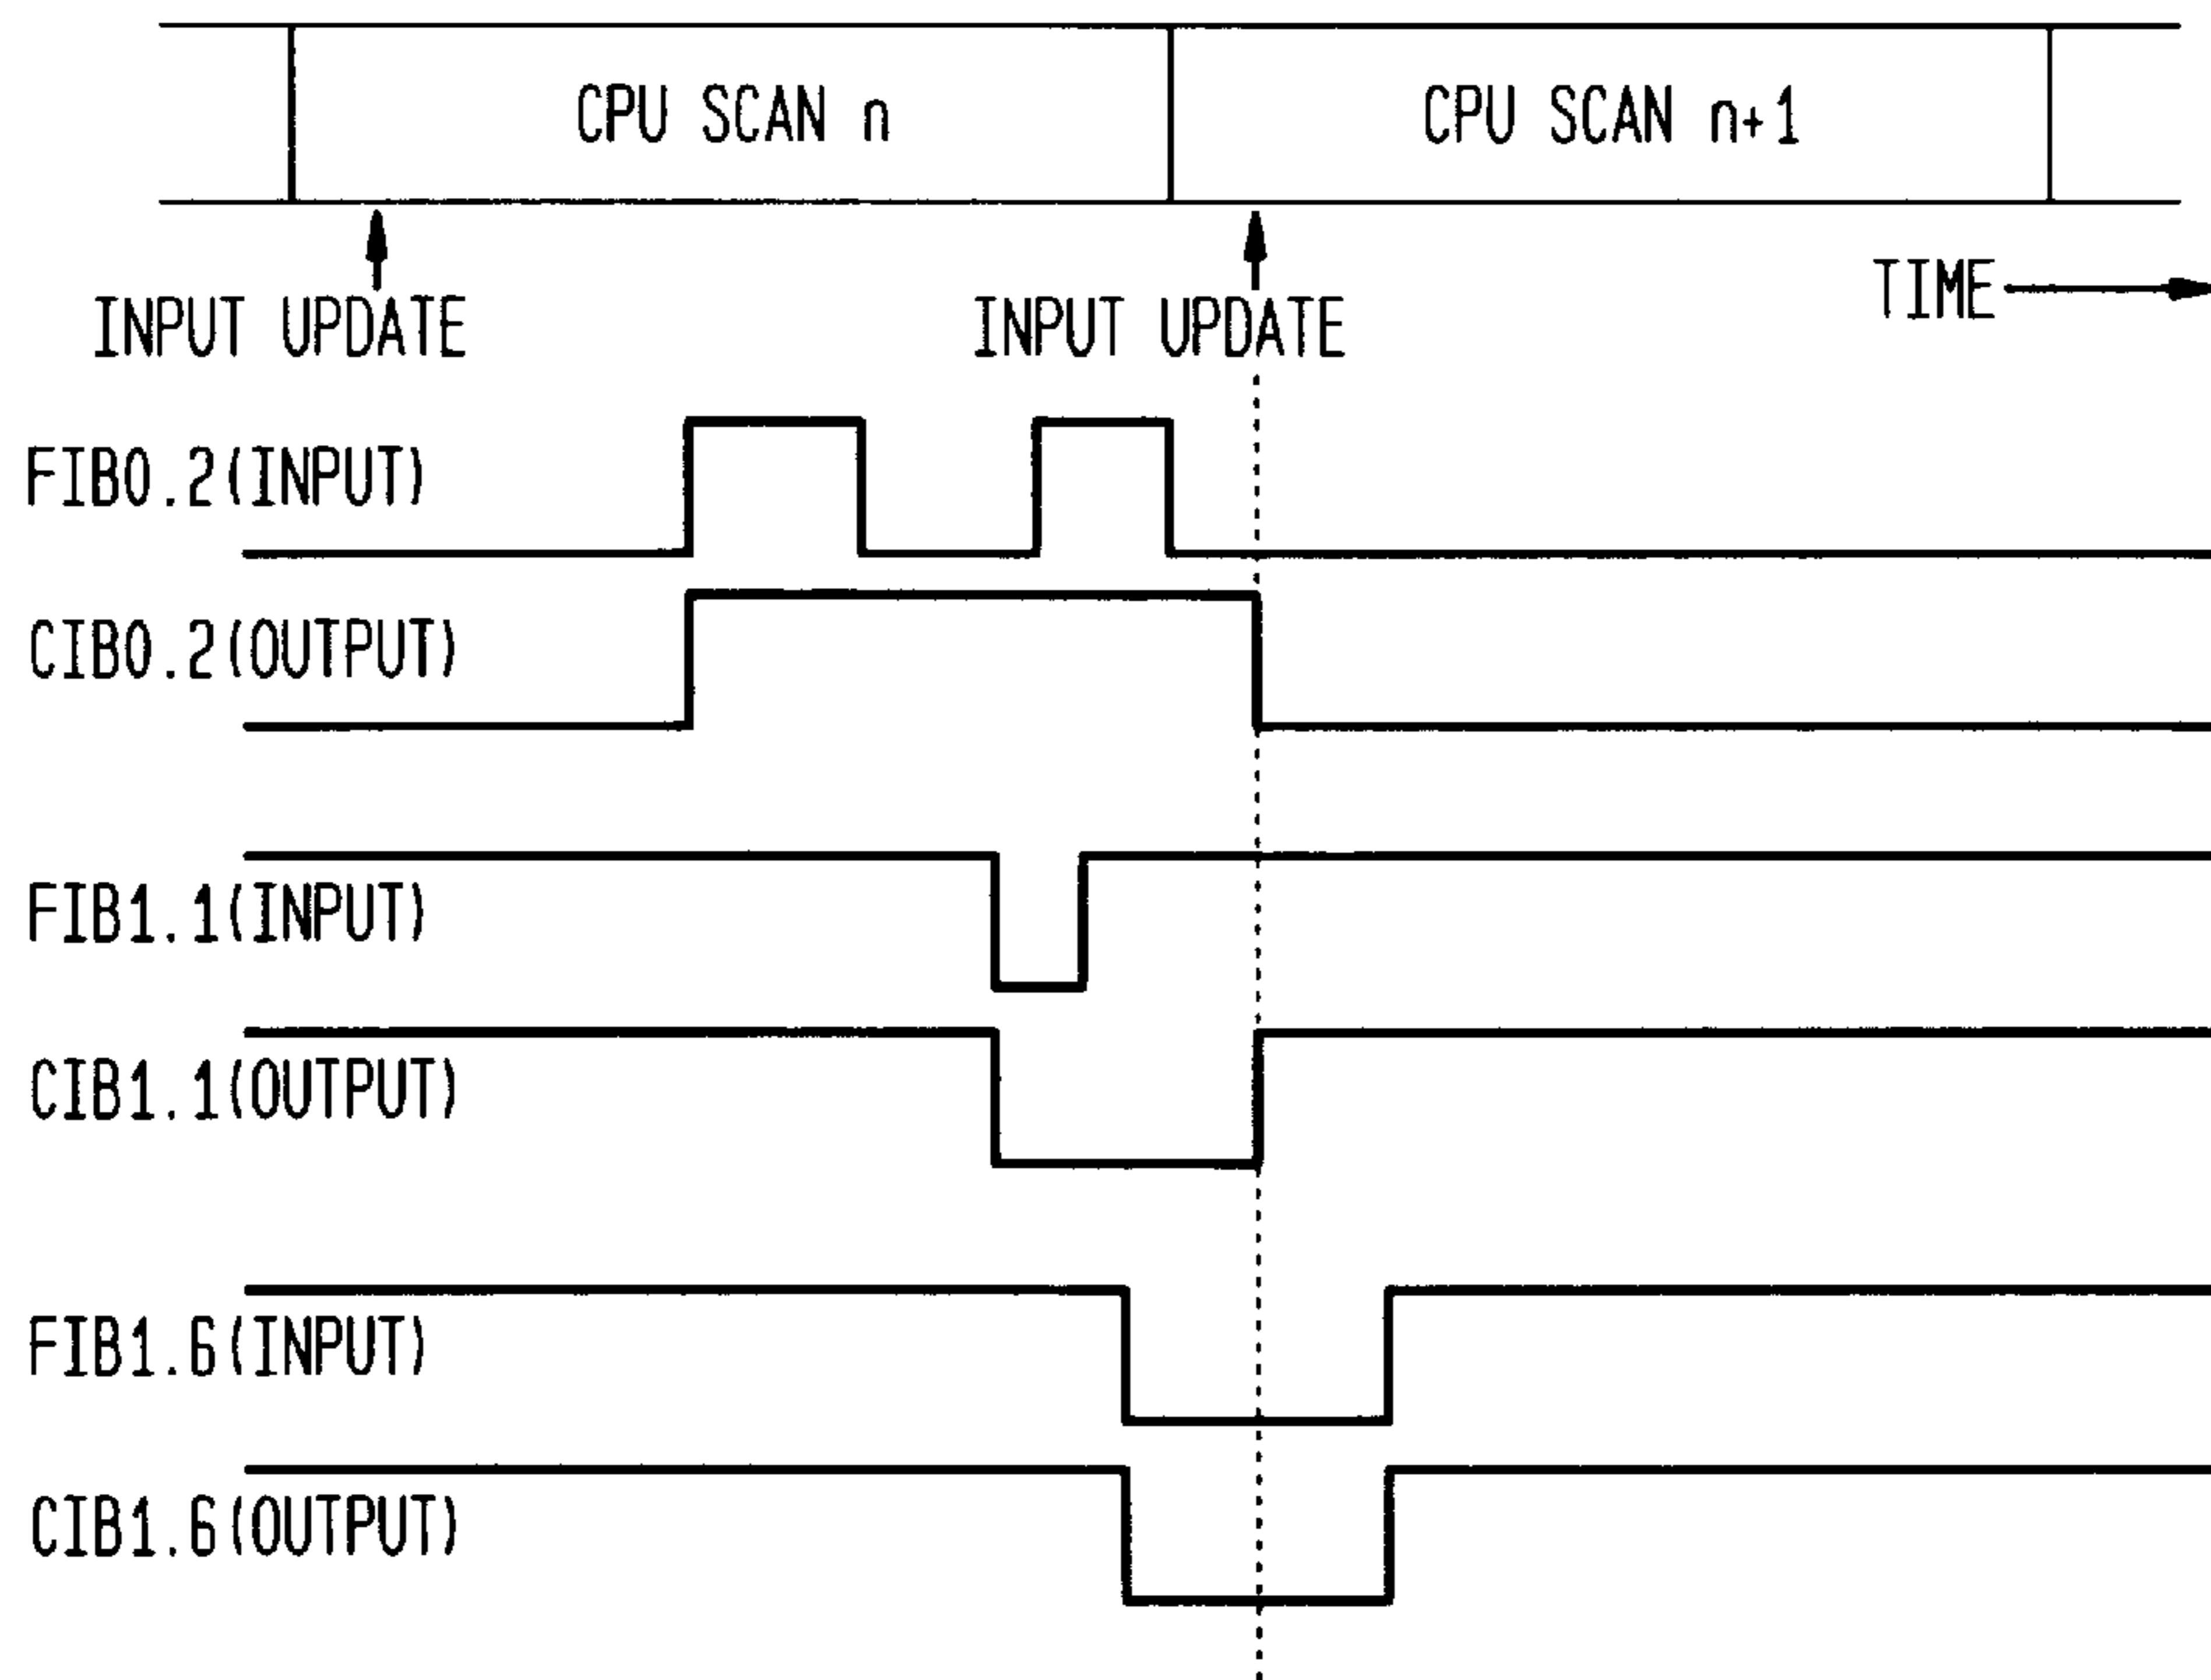 CPU SCAN n
CPU SCAN n+1
INPUT UPDATE
INPUT UPDATE
TIME
FIB0.2(INPUT)
CIB0.2(OUTPUT)
FIB1.1(INPUT)
CIB1.1(OUTPUT)
FIB1.6(INPUT)
CIB1.6(OUTPUT)